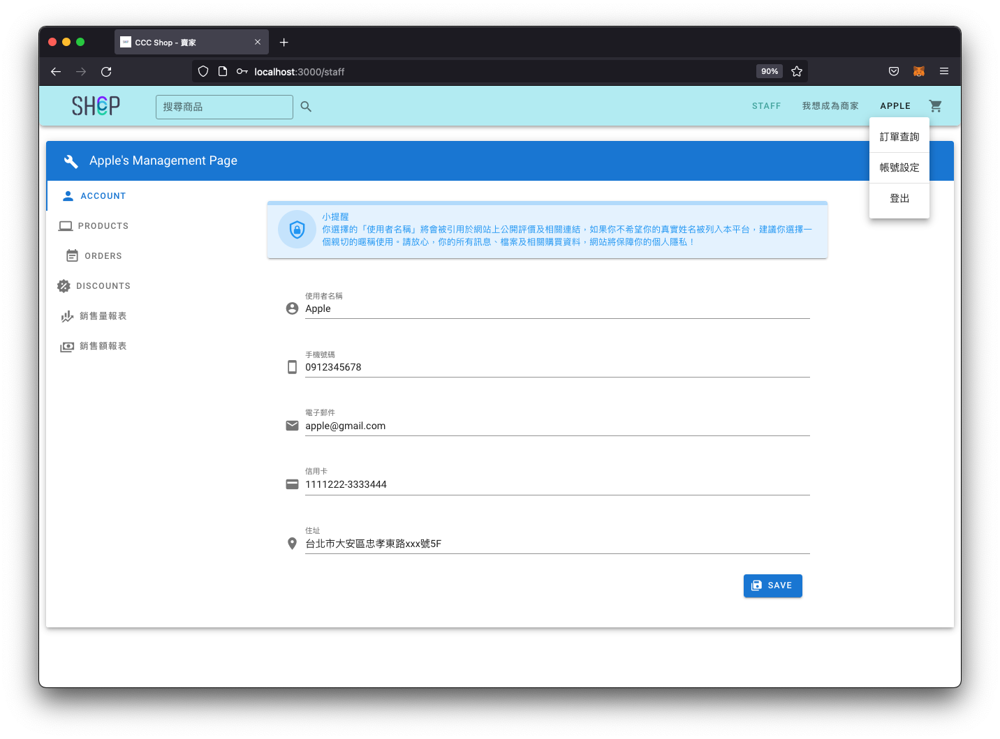 CCC Shop - 賣家
localhost:3000/staff
90%
SHCP
搜尋商品
STAFF
我想成為商家
APPLE
訂單查詢
帳號設定
登出
Apple's Management Page
ACCOUNT
PRODUCTS
ORDERS
DISCOUNTS
銷售量報表
銷售額報表
小提醒
你選擇的「使用者名稱」將會被引用於網站上公開評價及相關連結，如果你不希望你的真實姓名被列入本平台，建議你選擇一
個親切的暱稱使用。請放心，你的所有訊息、檔案及相關購買資料，網站將保障你的個人隱私！
使用者名稱
Apple
手機號碼
0912345678
電子郵件
apple@gmail.com
信用卡
1111222-3333444
住址
台北市大安區忠孝東路xxx號5F
SAVE